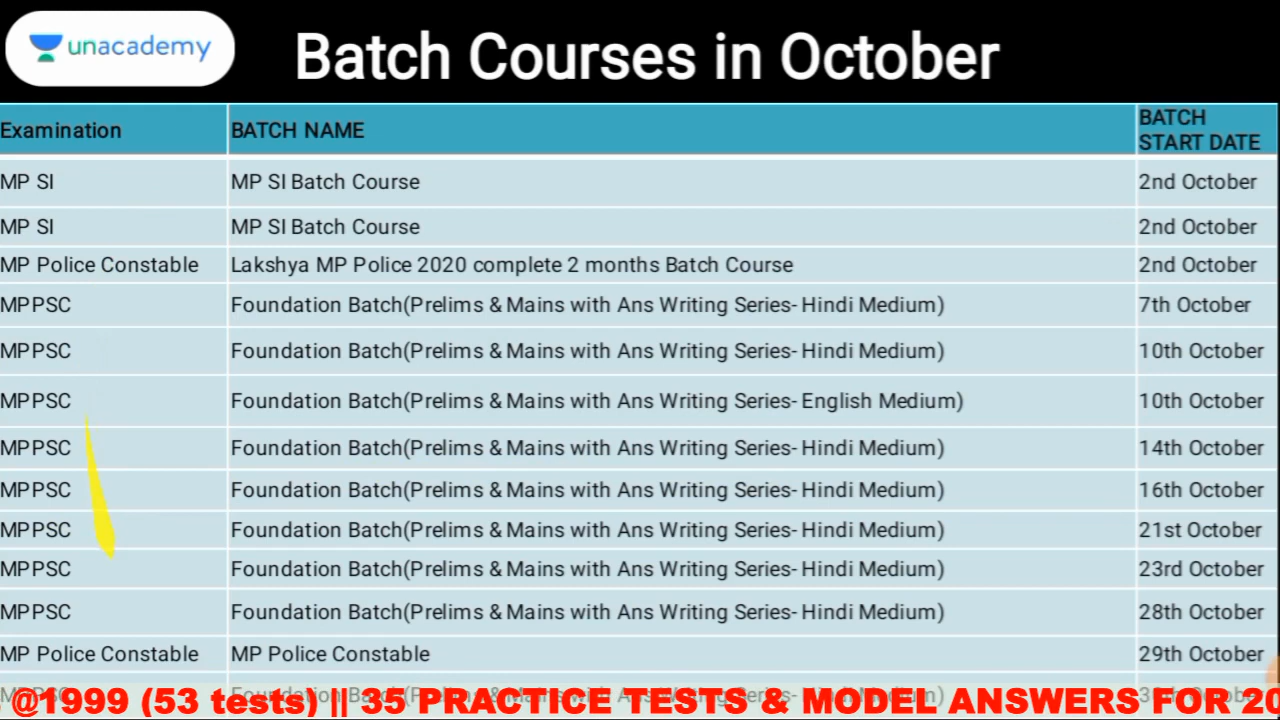 unacademy
Batch Courses in October
Examination BATCH NAME BATCH START DATE
MP SI MP SI Batch Course 2nd October
MP SI MP SI Batch Course 2nd October
MP Police Constable Lakshya MP Police 2020 complete 2 months Batch Course 2nd October
MPPSC Foundation Batch(Prelims & Mains with Ans Writing Series- Hindi Medium) 7th October
MPPSC Foundation Batch(Prelims & Mains with Ans Writing Series- Hindi Medium) 10th October
MPPSC Foundation Batch(Prelims & Mains with Ans Writing Series- English Medium) 10th October
MPPSC Foundation Batch(Prelims & Mains with Ans Writing Series- Hindi Medium) 14th October
MPPSC Foundation Batch(Prelims & Mains with Ans Writing Series- Hindi Medium) 16th October
MPPSC Foundation Batch(Prelims & Mains with Ans Writing Series- Hindi Medium) 21st October
MPPSC Foundation Batch(Prelims & Mains with Ans Writing Series- Hindi Medium) 23rd October
MPPSC Foundation Batch(Prelims & Mains with Ans Writing Series- Hindi Medium) 28th October
MP Police Constable MP Police Constable 29th October
@1999 (53 tests) || 35 PRACTICE TESTS & MODEL ANSWERS FOR 20